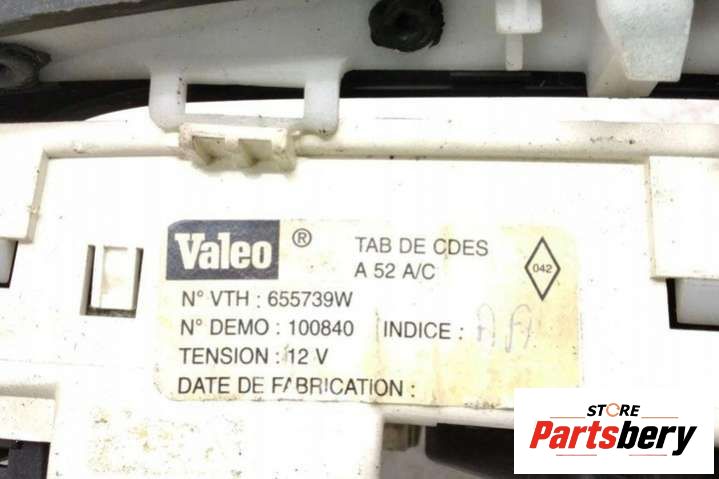 Valeo ® TAB DE CDES
A 52 A/C
042
N° VTH : 655739W
N° DEMO : 100840 INDICE :
TENSION : 12 V
DATE DE FABRICATION :
STORE
Partsbery